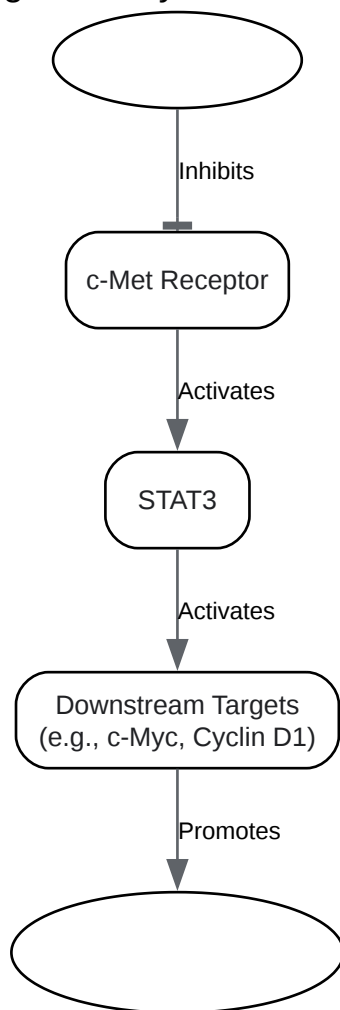 Inhibits
c-Met Receptor
Activates
STAT3
Activates
Downstream Targets
(e.g., c-Myc, Cyclin D1)
Promotes